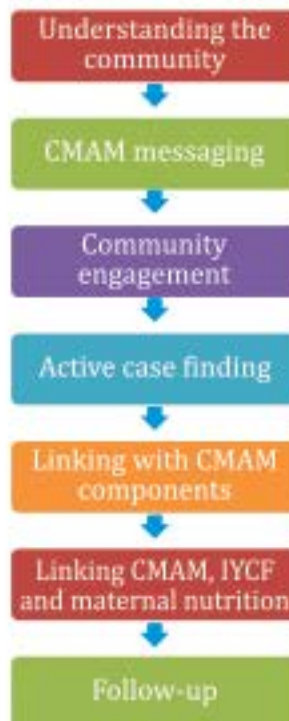 Understanding the
community
CMAM messaging
Community
engagement
Active case finding
Linking with CMAM
components
Linking CMAM, IYCF
and maternal nutrition
Follow-up